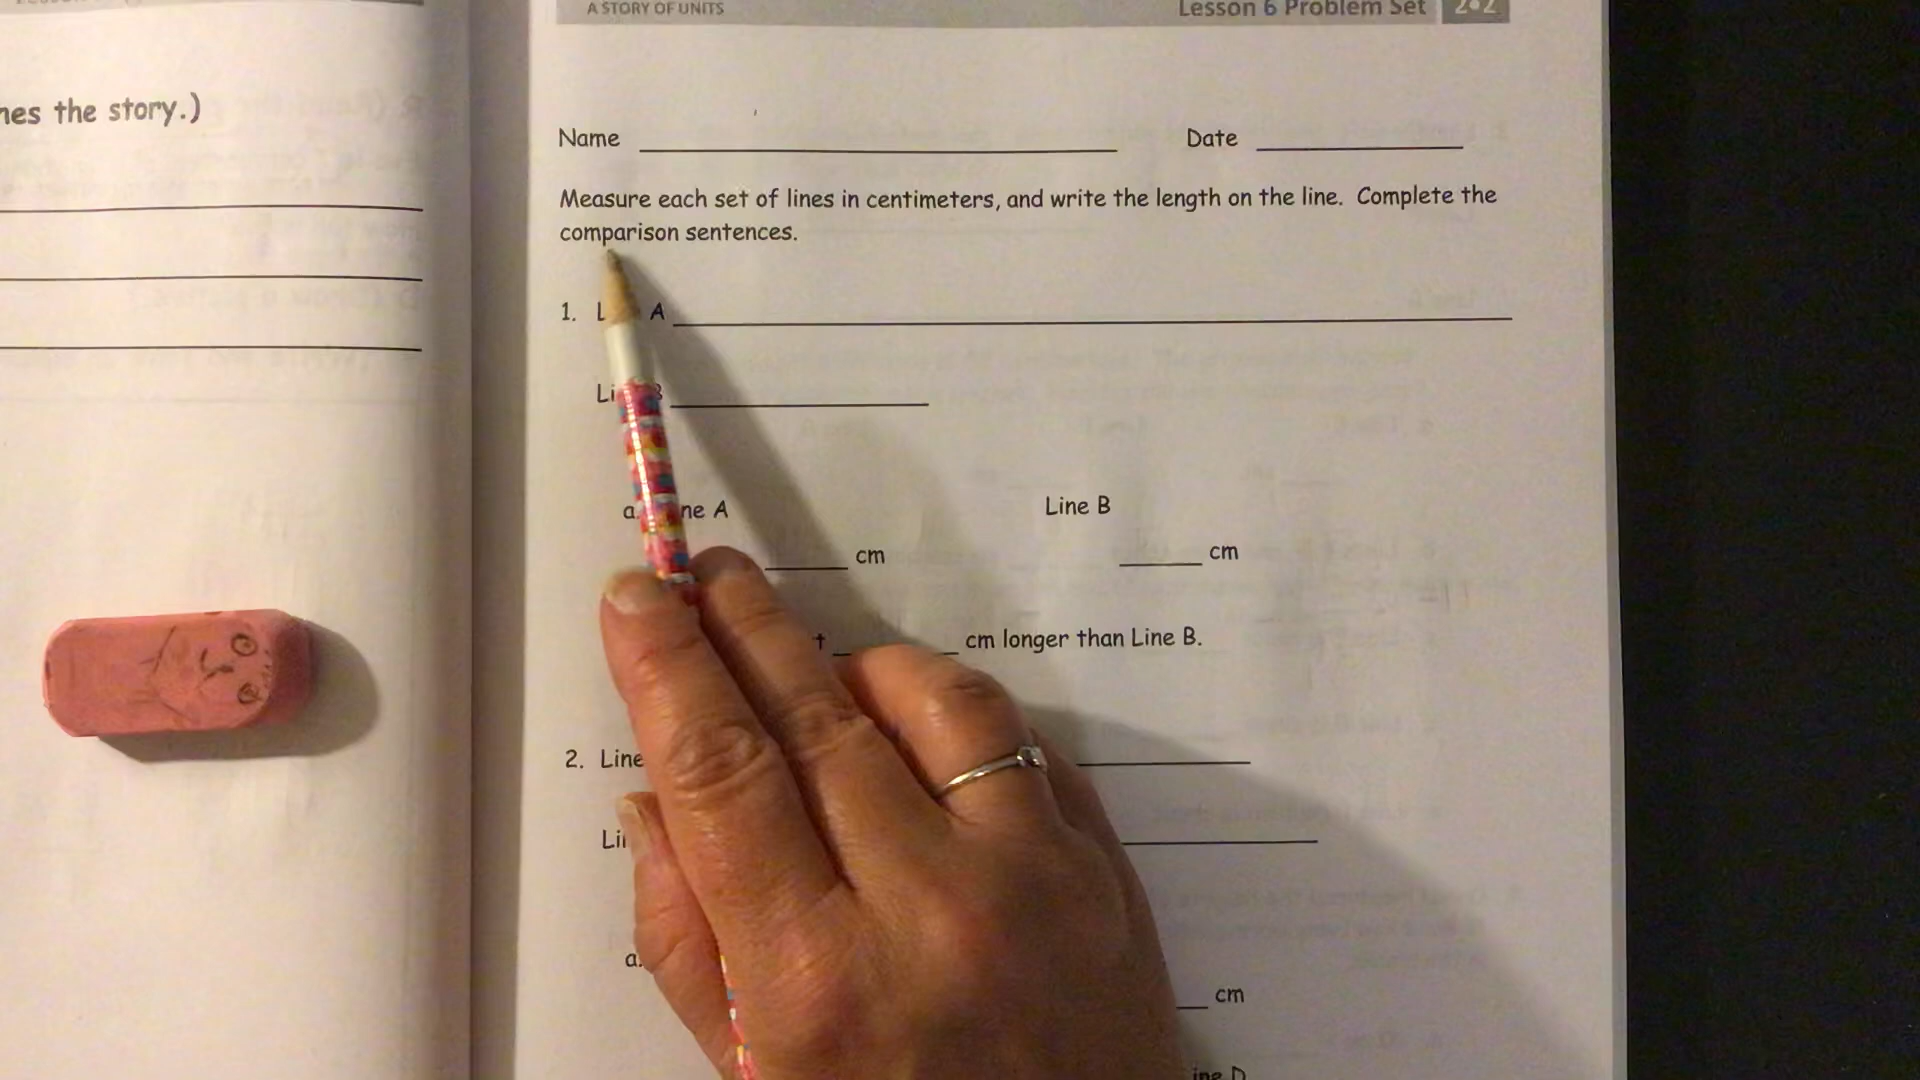 A STORY OF UNITS
Lesson 6 Problem Set 2•2
the story.)
Name Date
Measure each set of lines in centimeters, and write the length on the line. Complete the
comparison sentences.
1. A
a. A
Line B
cm cm
cm longer than Line B.
2. Line
a.
cm
D